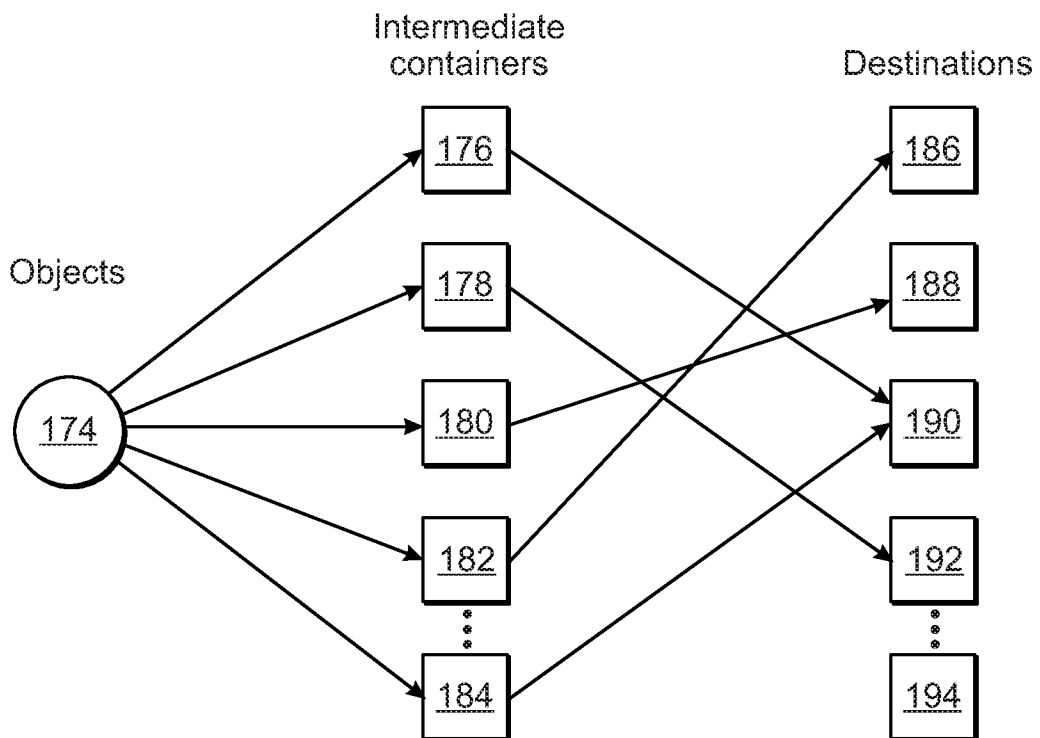 Intermediate
containers
Destinations
Objects
174
176
178
180
182
184
186
188
190
192
194